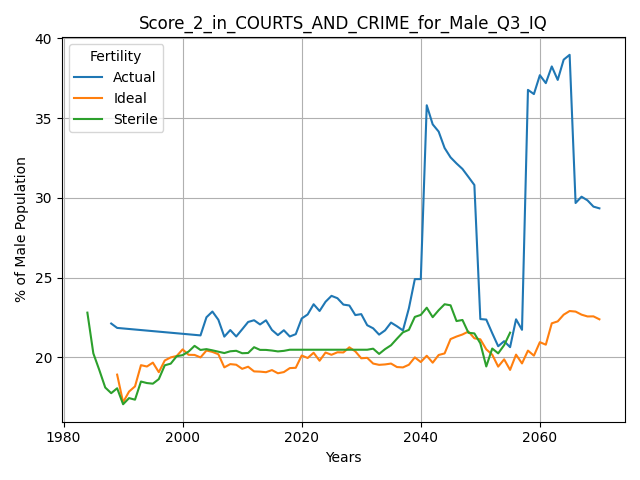 Score_2_in_COURTS_AND_CRIME_for_Male_Q3_IQ
% of Male Population
40
35
30
25
20
Fertility
Actual
Ideal
Sterile
1980
2000
2020
2040
2060
Years